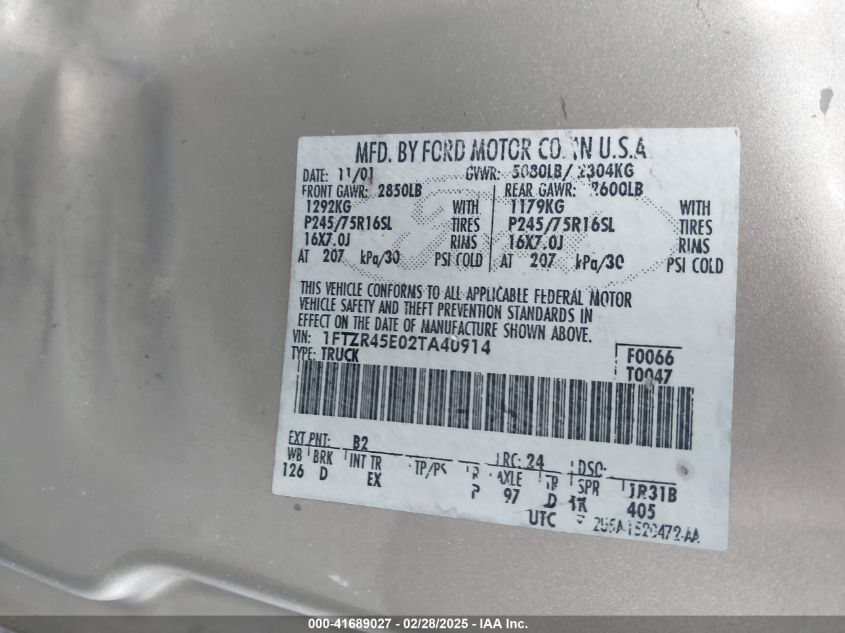 MFD. BY FORD MOTOR CO. IN U.S.A
DATE: 11/01 GVWR: 5080LB/ 2304KG
FRONT GAWR: 2850LB REAR GAWR: 2600LB
1292KG WITH 1179KG WITH
P245/75R16SL TIRES P245/75R16SL TIRES
16X7.0J RIMS 16X7.0J RIMS
AT 207 kPa/30 PSI COLD AT 207 kPa/30 PSI COLD
THIS VEHICLE CONFORMS TO ALL APPLICABLE FEDERAL MOTOR
VEHICLE SAFETY AND THEFT PREVENTION STANDARDS IN
EFFECT ON THE DATE OF MANUFACTURE SHOWN ABOVE.
VIN: 1FTZR45E02TA40914
TYPE: TRUCK
F0066
T0047
EXT PNT: B2 RC: 24 DSO:
WB BRK INT TR TP/PS R AXLE TR SPR 1R31B
126 D EX P 97 D 405
UTC
000-41689027 - 02/28/2025 - IAA Inc.